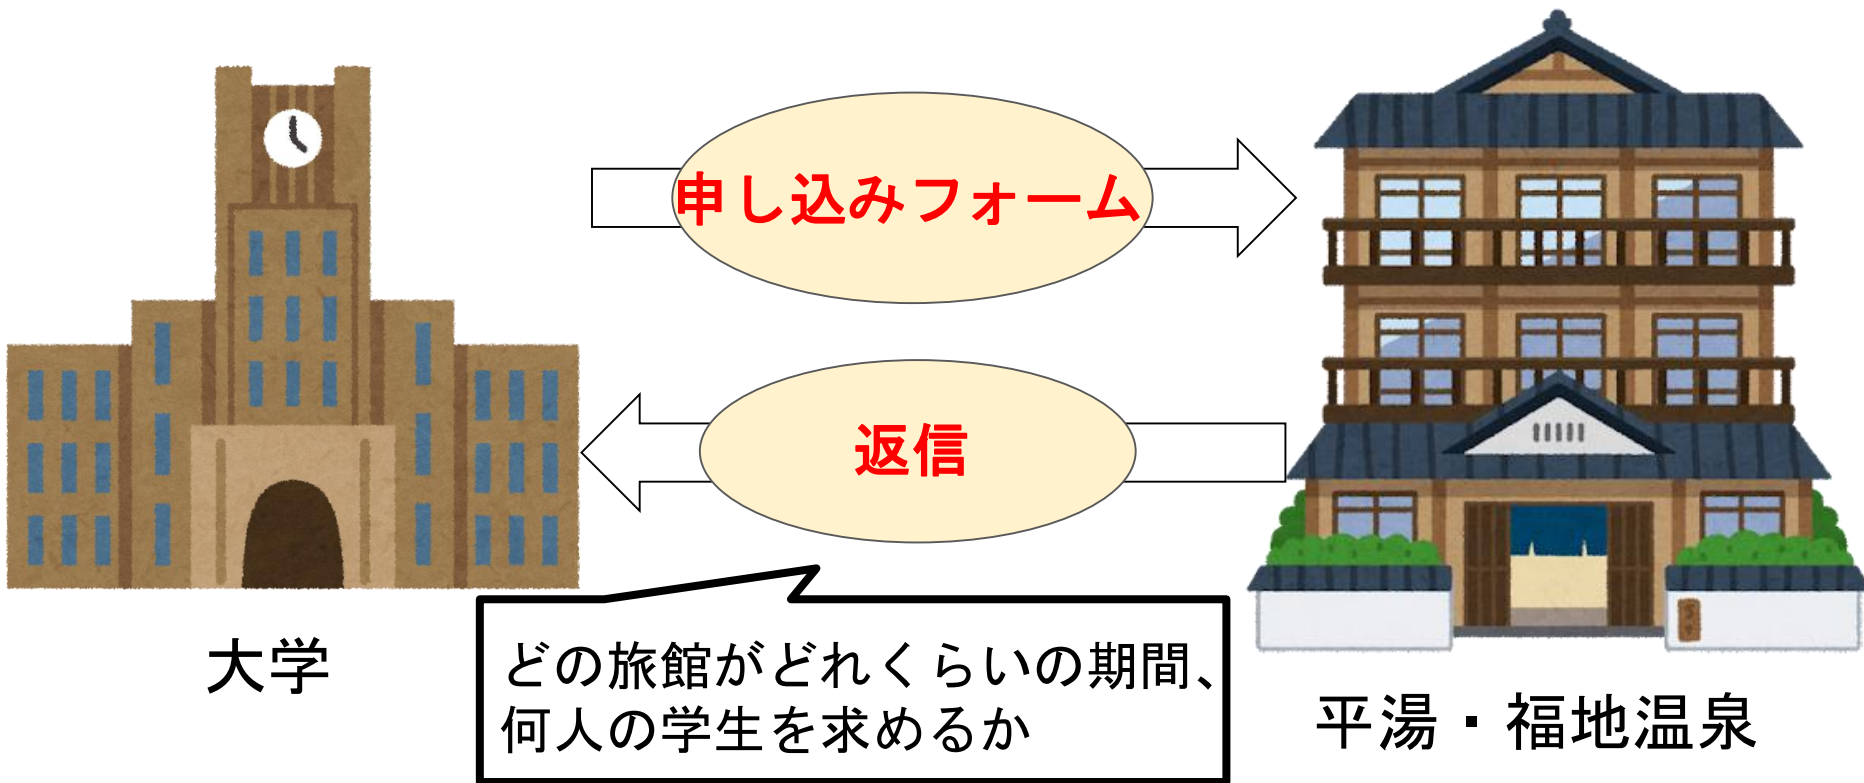 申し込みフォーム
返信
どの旅館がどれくらいの期間、
何人の学生を求めるか
大学
平湯・福地温泉